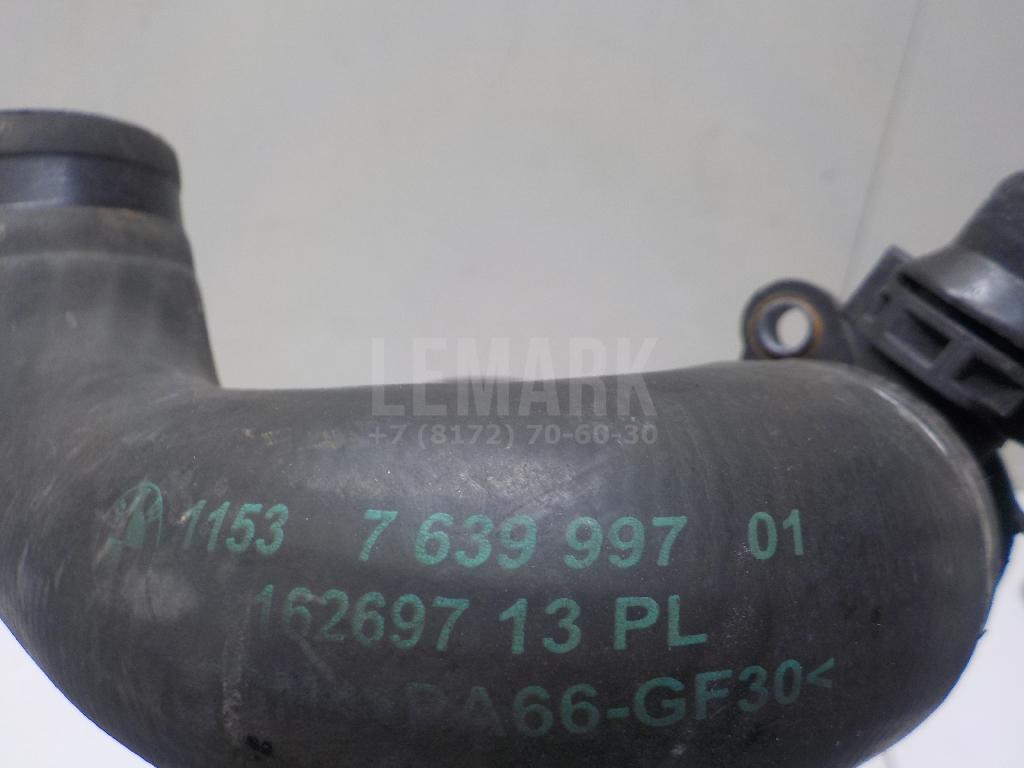 LEMARK
+7 (8172) 70-60-30
1153 7 639 997 01
162697 13 PL
PA66-GF30<